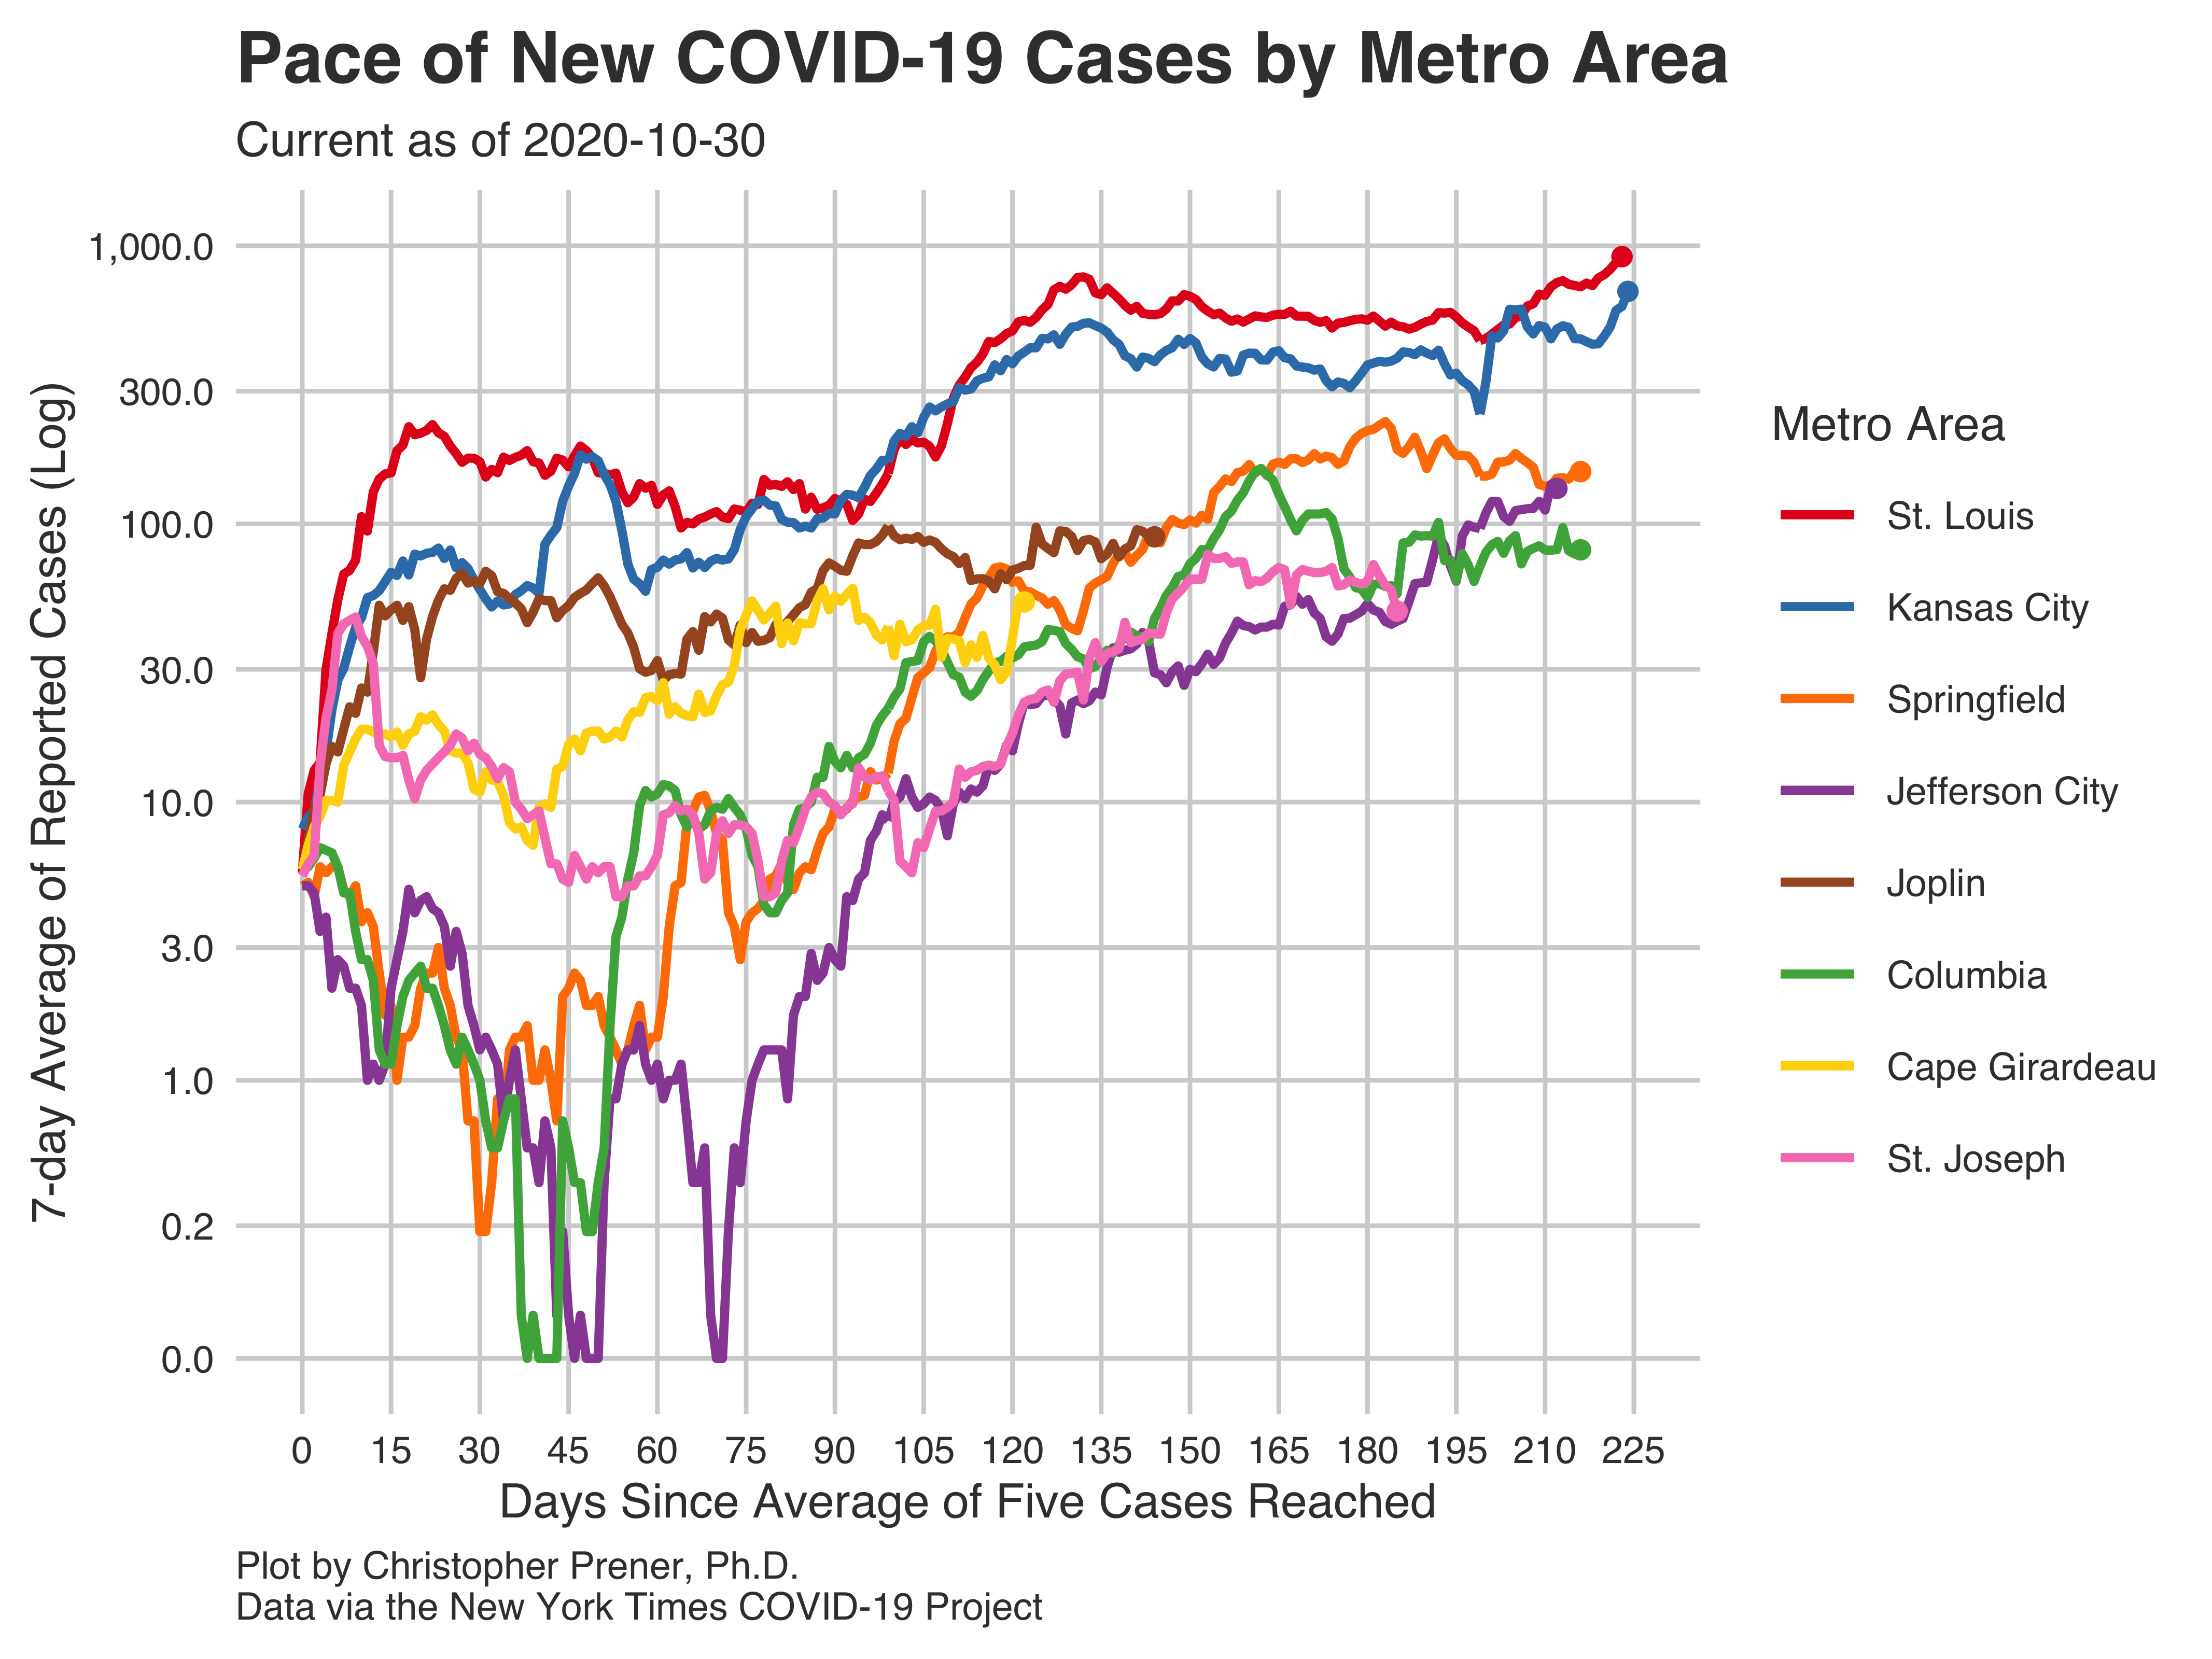 Pace of New COVID-19 Cases by Metro Area
Current as of 2020-10-30
7-day Average of Reported Cases (Log)
1,000.0
300.0
100.0
30.0
10.0
3.0
1.0
0.2
0.0
0 15 30 45 60 75 90 105 120 135 150 165 180 195 210 225
Days Since Average of Five Cases Reached
Metro Area
St. Louis
Kansas City
Springfield
Jefferson City
Joplin
Columbia
Cape Girardeau
St. Joseph
Plot by Christopher Prener, Ph.D.
Data via the New York Times COVID-19 Project